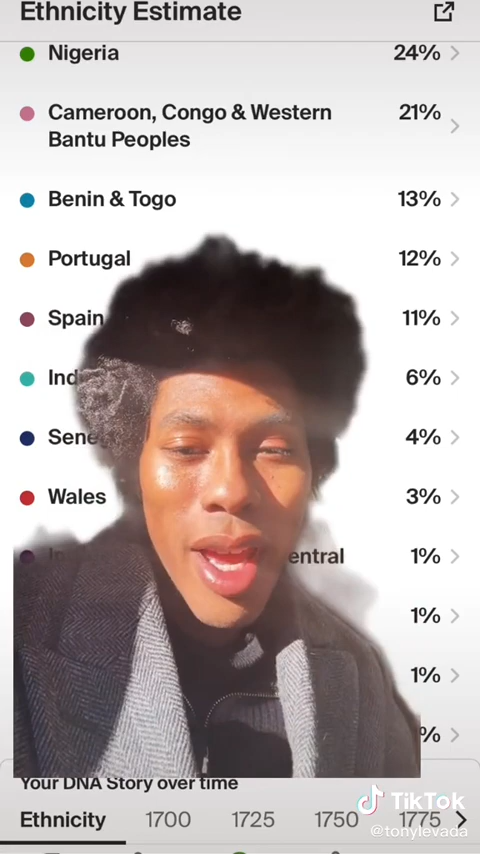 Ethnicity Estimate
Nigeria 24%
Cameroon, Congo & Western 21%
Bantu Peoples
Benin & Togo 13%
Portugal 12%
Spain 11%
6%
4%
Wales 3%
1%
1%
1%
%
Your DNA Story over time
Ethnicity 1700 1725 1750 1775
TikTok
@tonylevada